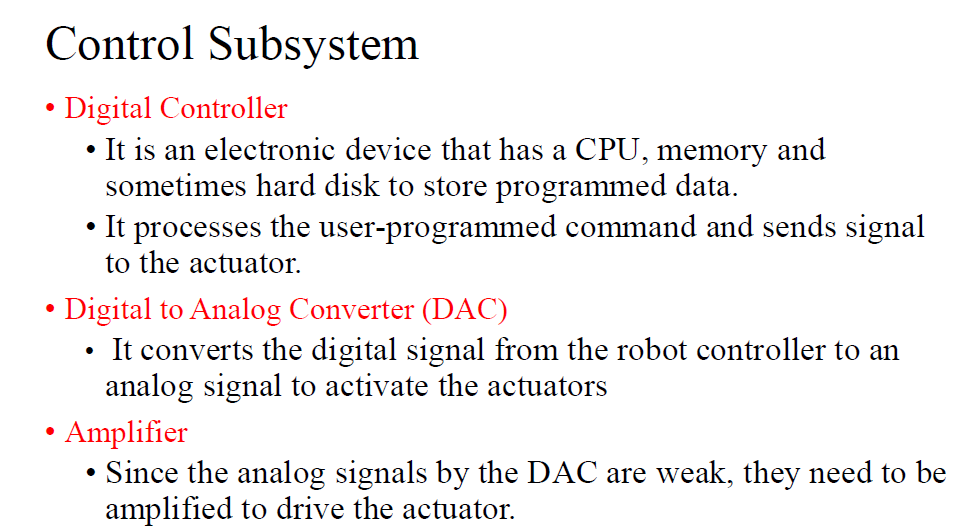 Control Subsystem
• Digital Controller
• It is an electronic device that has a CPU, memory and
sometimes hard disk to store programmed data.
• It processes the user-programmed command and sends signal
to the actuator.
• Digital to Analog Converter (DAC)
• It converts the digital signal from the robot controller to an
analog signal to activate the actuators
• Amplifier
• Since the analog signals by the DAC are weak, they need to be
amplified to drive the actuator.